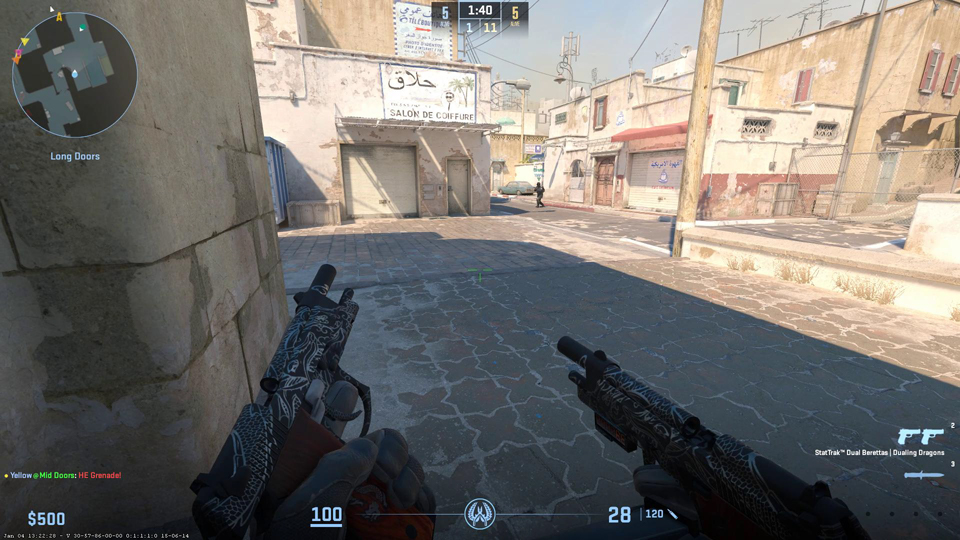 A
5
1:40
5
1
11
TÉLÉBOUTIQUE
حلاق
SALON DE COIFFURE
Long Doors
2
StatTrak™ Dual Berettas | Dualing Dragons
3
● Yellow @ Mid Doors: HE Grenade!
$500
100
28 | 120